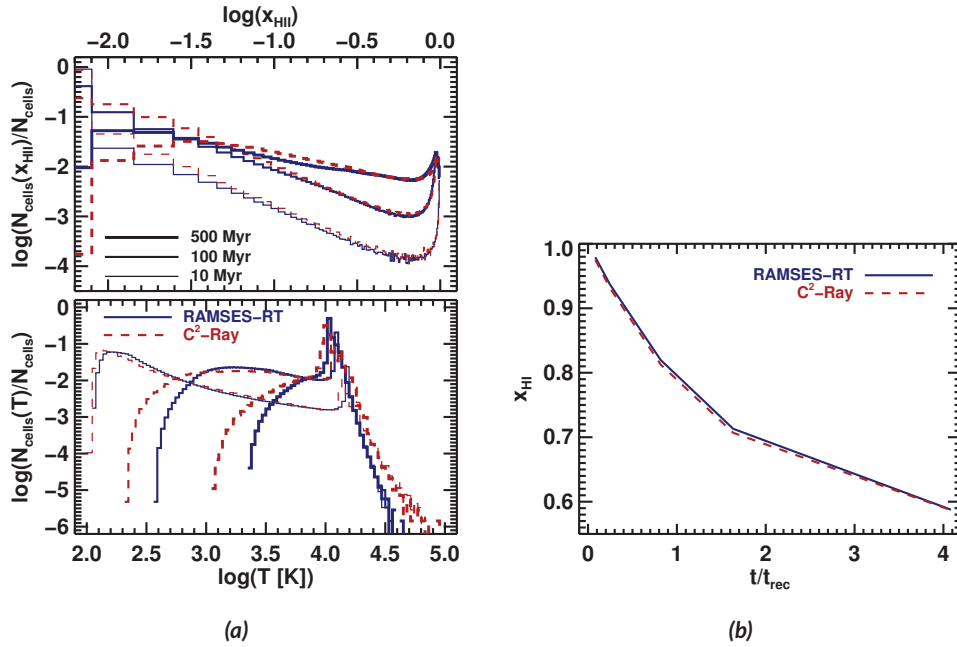 log(x_HII)
−2.0 −1.5 −1.0 −0.5 0.0
log(N_cells(x_HII)/N_cells)
0
−1
−2
−3
−4
500 Myr
100 Myr
10 Myr
log(N_cells(T)/N_cells)
0
−1
−2
−3
−4
−5
−6
RAMSES−RT
C²−Ray
2.0 2.5 3.0 3.5 4.0 4.5 5.0
log(T [K])
(a)
x_HI
1.0
0.9
0.8
0.7
0.6
RAMSES−RT
C²−Ray
0 1 2 3 4
t/t_rec
(b)